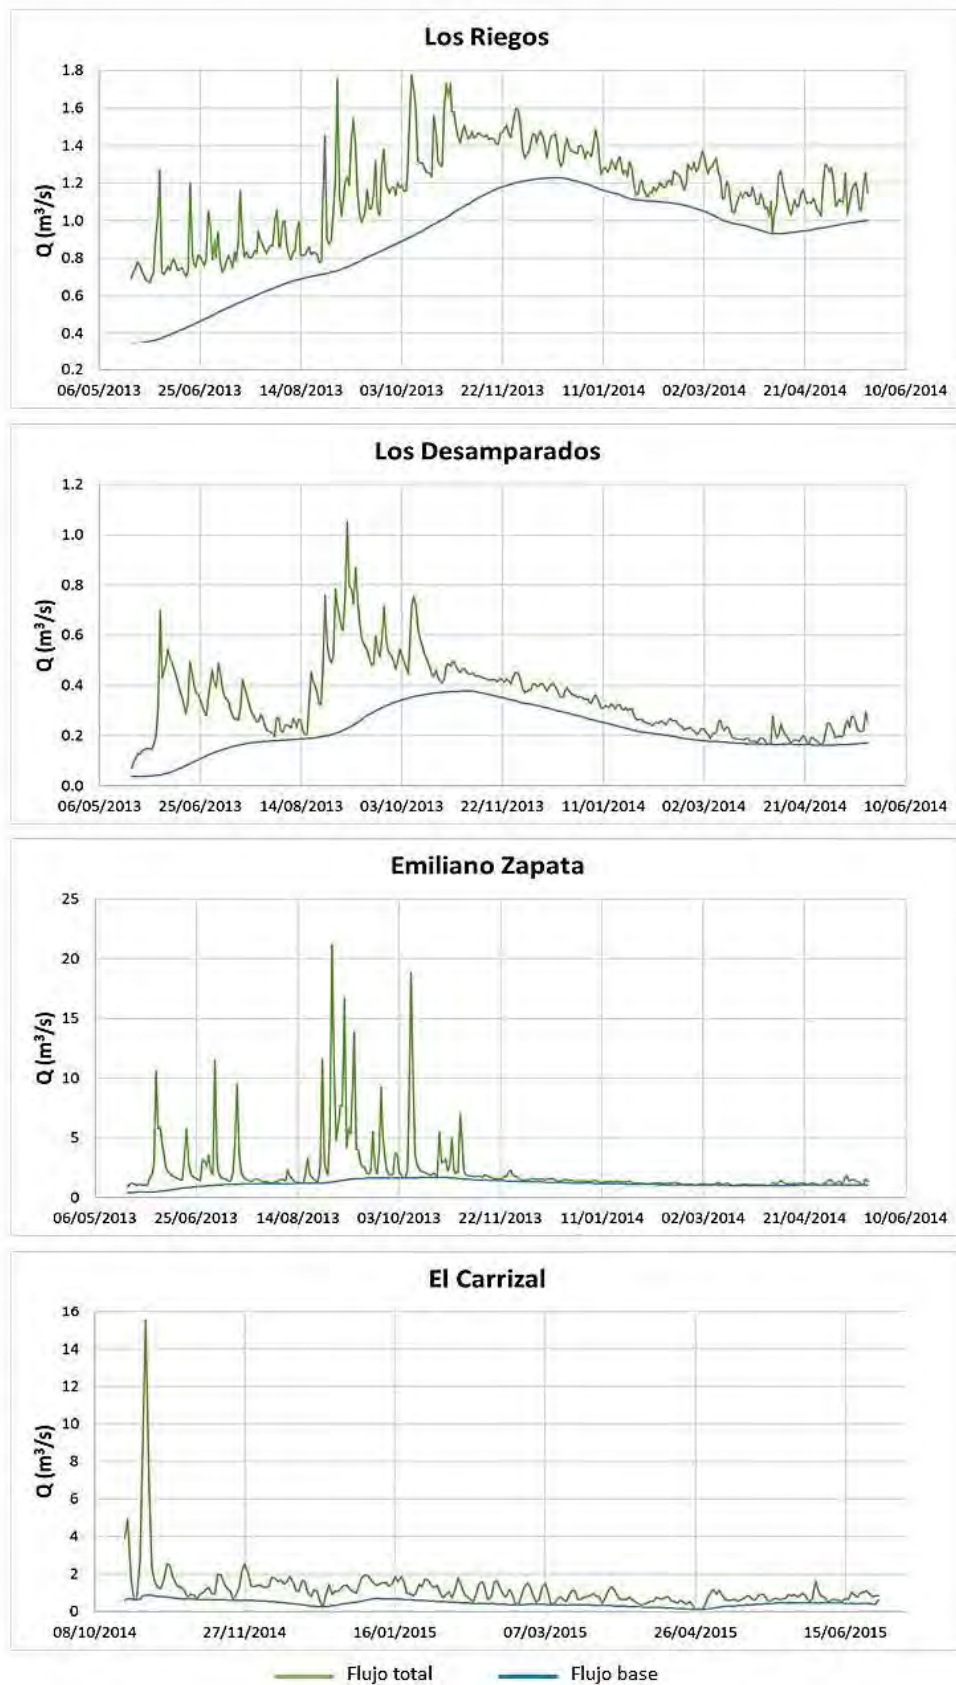 Los Riegos
Q (m³/s)
1.8
1.6
1.4
1.2
1.0
0.8
0.6
0.4
0.2
06/05/2013 25/06/2013 14/08/2013 03/10/2013 22/11/2013 11/01/2014 02/03/2014 21/04/2014 10/06/2014
Los Desamparados
Q (m³/s)
1.2
1.0
0.8
0.6
0.4
0.2
0.0
06/05/2013 25/06/2013 14/08/2013 03/10/2013 22/11/2013 11/01/2014 02/03/2014 21/04/2014 10/06/2014
Emiliano Zapata
Q (m³/s)
25
20
15
10
5
0
06/05/2013 25/06/2013 14/08/2013 03/10/2013 22/11/2013 11/01/2014 02/03/2014 21/04/2014 10/06/2014
El Carrizal
Q (m³/s)
16
14
12
10
8
6
4
2
0
08/10/2014 27/11/2014 16/01/2015 07/03/2015 26/04/2015 15/06/2015
Flujo total Flujo base